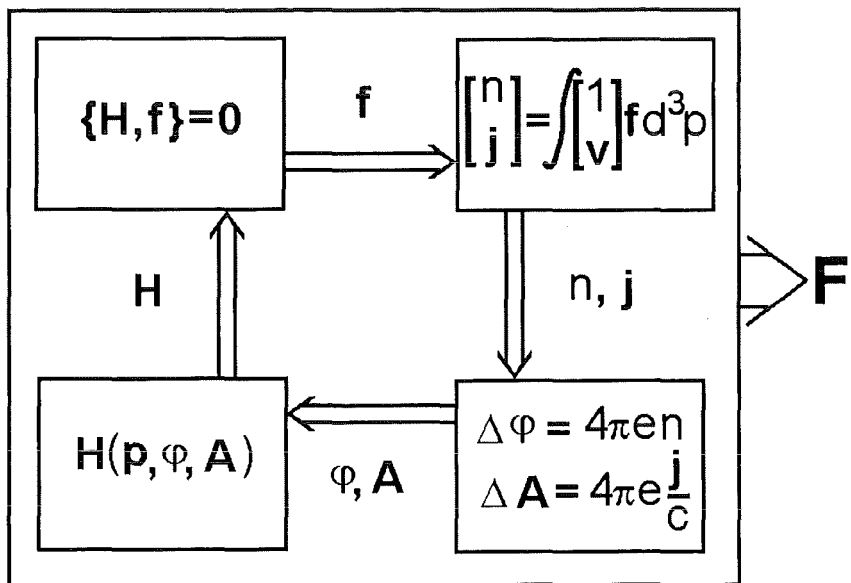 {H,f}=0
f
[n j]=∫[1 v]fd³p
H
n, j
F
H(p,φ,A)
φ, A
Δφ = 4πen
ΔA = 4πe j/c